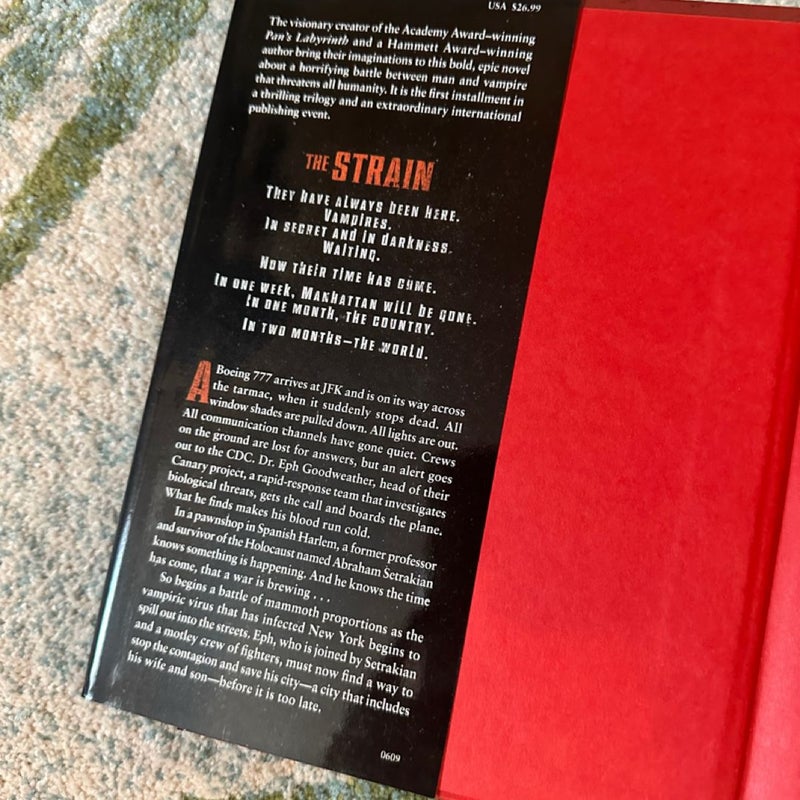 USA $26.99
The visionary creator of the Academy Award–winning
Pan's Labyrinth and a Hammett Award–winning
author bring their imaginations to this bold, epic novel
about a horrifying battle between man and vampire
that threatens all humanity. It is the first installment in
a thrilling trilogy and an extraordinary international
publishing event.
THE STRAIN
They have always been here.
Vampires.
In secret and in darkness.
Waiting.
Now their time has come.
In one week, Manhattan will be gone.
In one month, the country.
In two months—the world.
A Boeing 777 arrives at JFK and is on its way across
the tarmac, when it suddenly stops dead. All
window shades are pulled down. All lights are out.
All communication channels have gone quiet. Crews
on the ground are lost for answers, but an alert goes
out to the CDC. Dr. Eph Goodweather, head of their
Canary project, a rapid-response team that investigates
biological threats, gets the call and boards the plane.
What he finds makes his blood run cold.
In a pawnshop in Spanish Harlem, a former professor
and survivor of the Holocaust named Abraham Setrakian
knows something is happening. And he knows the time
has come, that a war is brewing . . .
So begins a battle of mammoth proportions as the
vampiric virus that has infected New York begins to
spill out into the streets. Eph, who is joined by Setrakian
and a motley crew of fighters, must now find a way to
stop the contagion and save his city—a city that includes
his wife and son—before it is too late.
0609